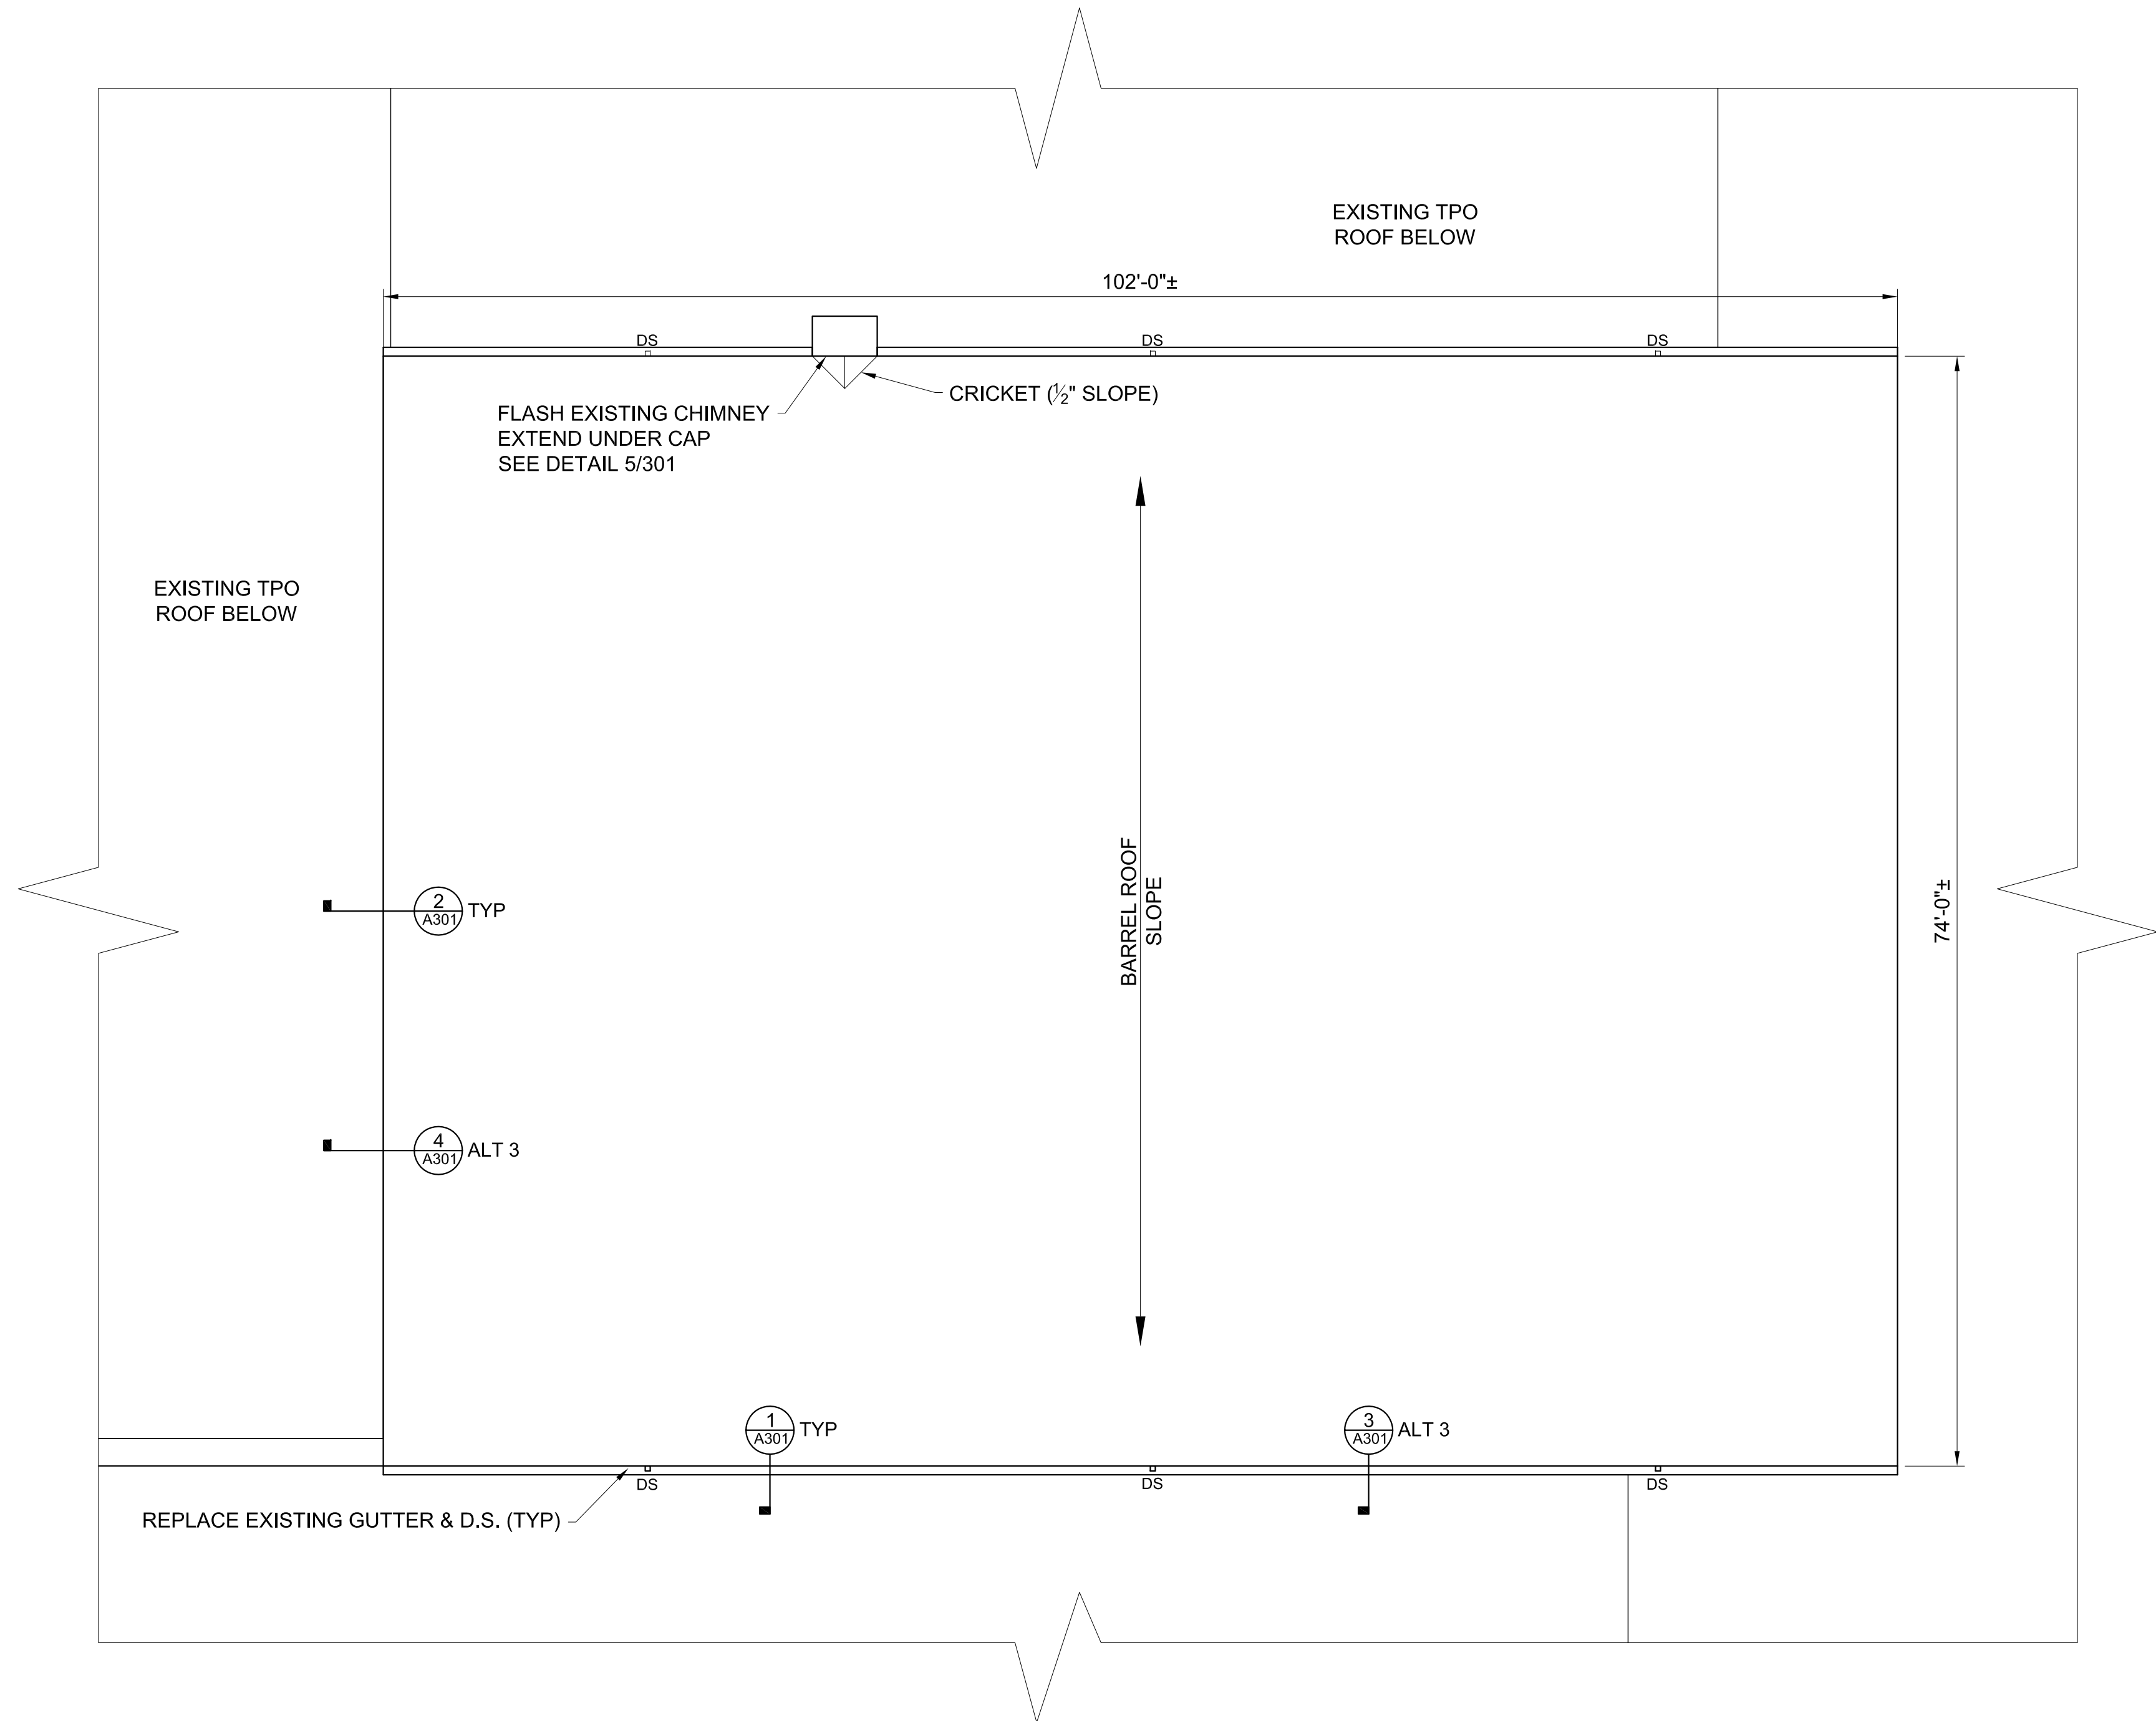 EXISTING TPO
ROOF BELOW
102'-0"±
DS
DS
DS
CRICKET (½" SLOPE)
FLASH EXISTING CHIMNEY
EXTEND UNDER CAP
SEE DETAIL 5/301
EXISTING TPO
ROOF BELOW
BARREL ROOF
SLOPE
74'-0"±
2
A301
TYP
4
A301
ALT 3
1
A301
TYP
3
A301
ALT 3
DS
DS
DS
REPLACE EXISTING GUTTER & D.S. (TYP)